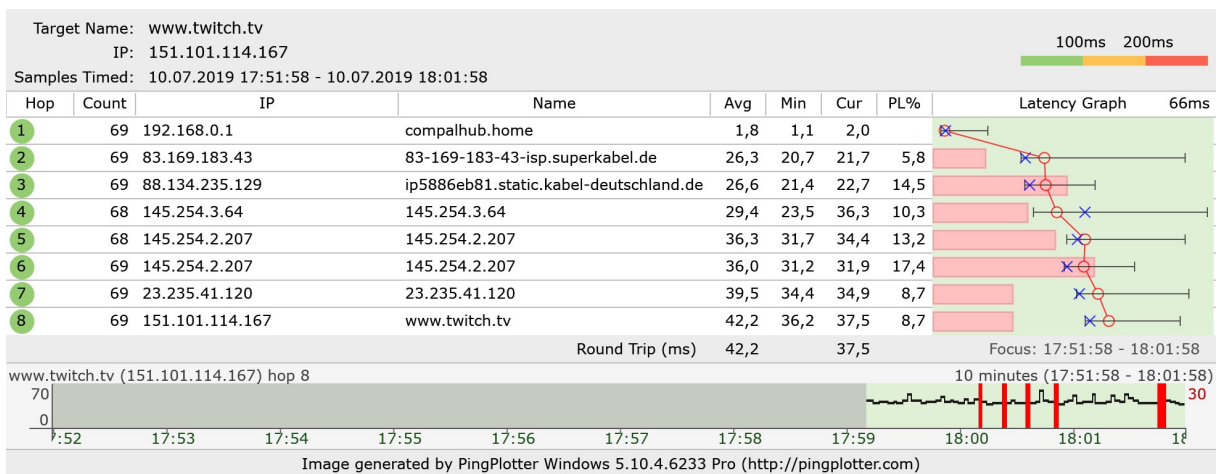 Target Name: www.twitch.tv
IP: 151.101.114.167
Samples Timed: 10.07.2019 17:51:58 - 10.07.2019 18:01:58
100ms 200ms
Hop Count IP Name Avg Min Cur PL% Latency Graph 66ms
1 69 192.168.0.1 compalhub.home 1,8 1,1 2,0
2 69 83.169.183.43 83-169-183-43-isp.superkabel.de 26,3 20,7 21,7 5,8
3 69 88.134.235.129 ip5886eb81.static.kabel-deutschland.de 26,6 21,4 22,7 14,5
4 68 145.254.3.64 145.254.3.64 29,4 23,5 36,3 10,3
5 68 145.254.2.207 145.254.2.207 36,3 31,7 34,4 13,2
6 69 145.254.2.207 145.254.2.207 36,0 31,2 31,9 17,4
7 69 23.235.41.120 23.235.41.120 39,5 34,4 34,9 8,7
8 69 151.101.114.167 www.twitch.tv 42,2 36,2 37,5 8,7
Round Trip (ms) 42,2 37,5 Focus: 17:51:58 - 18:01:58
www.twitch.tv (151.101.114.167) hop 8 10 minutes (17:51:58 - 18:01:58)
70 30
0
7:52 17:53 17:54 17:55 17:56 17:57 17:58 17:59 18:00 18:01 18
Image generated by PingPlotter Windows 5.10.4.6233 Pro (http://pingplotter.com)